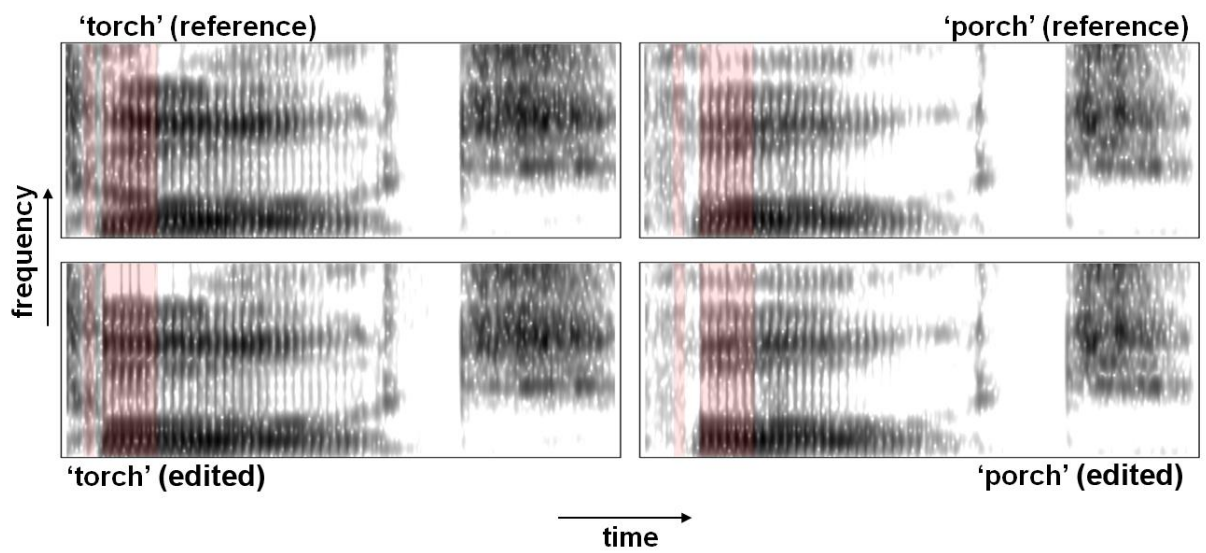 ‘torch’ (reference)
‘porch’ (reference)
frequency
‘torch’ (edited)
‘porch’ (edited)
time